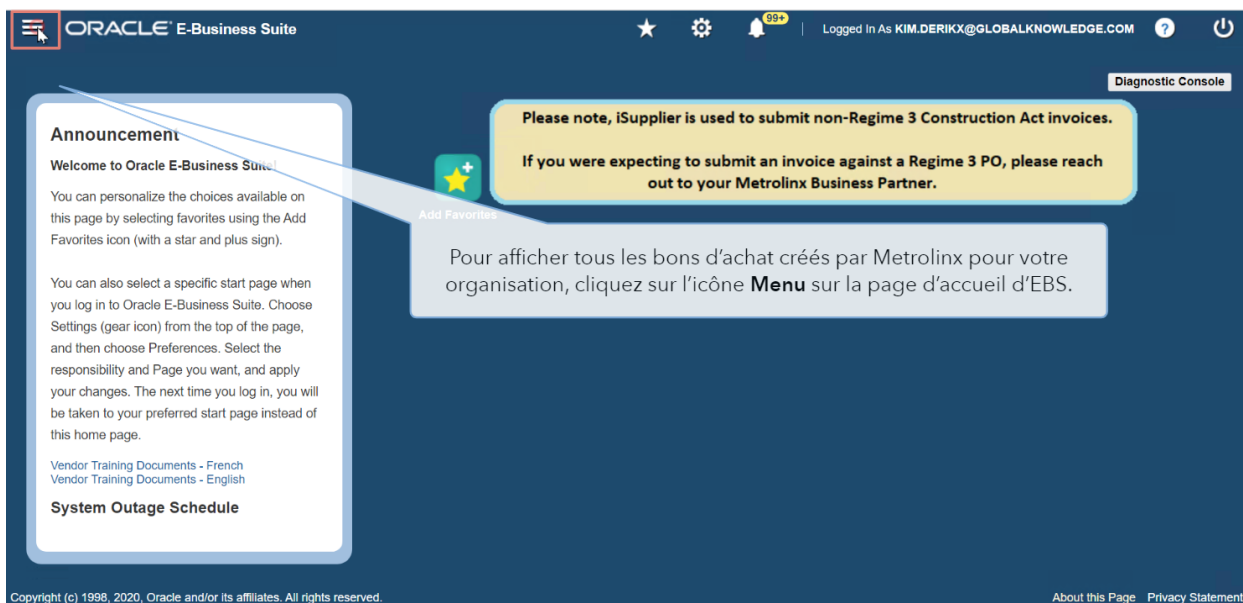 ORACLE E-Business Suite
99+
Logged In As KIM.DERIKX@GLOBALKNOWLEDGE.COM
?
Diagnostic Console
Announcement
Welcome to Oracle E-Business Suite!
You can personalize the choices available on
this page by selecting favorites using the Add
Favorites icon (with a star and plus sign).
You can also select a specific start page when
you log in to Oracle E-Business Suite. Choose
Settings (gear icon) from the top of the page,
and then choose Preferences. Select the
responsibility and Page you want, and apply
your changes. The next time you log in, you will
be taken to your preferred start page instead of
this home page.
Vendor Training Documents - French
Vendor Training Documents - English
System Outage Schedule
Please note, iSupplier is used to submit non-Regime 3 Construction Act invoices.
If you were expecting to submit an invoice against a Regime 3 PO, please reach
out to your Metrolinx Business Partner.
Add Favorites
Pour afficher tous les bons d’achat créés par Metrolinx pour votre
organisation, cliquez sur l’icône Menu sur la page d’accueil d’EBS.
Copyright (c) 1998, 2020, Oracle and/or its affiliates. All rights reserved.
About this Page Privacy Statement